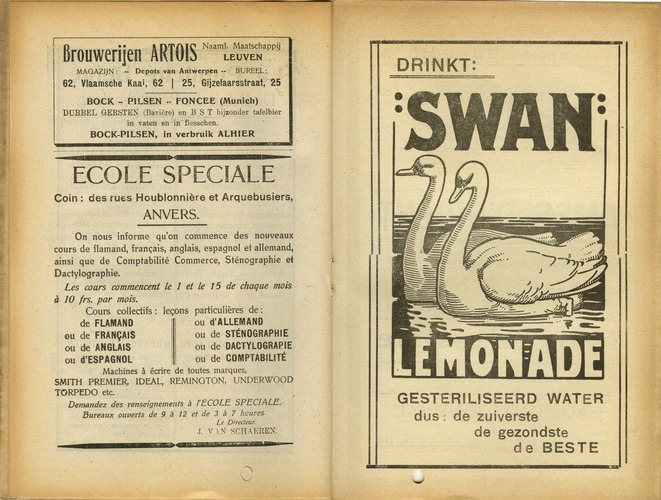 Brouwerijen ARTOIS Naaml. Maatschappij LEUVEN
MAGAZIJN: -- Depots van Antwerpen -- BUREEL:
62, Vlaamsche Kaai, 62 | 25, Gijzelaarsstraat, 25
BOCK - PILSEN - FONCEE (Munich)
DUBBEL GERSTEN (Bavière) en B S T bijzonder tafelbier
in vaten en in flesschen.
BOCK-PILSEN, in verbruik ALHIER
ECOLE SPECIALE
Coin: des rues Houblonnière et Arquebusiers,
ANVERS.
On nous informe qu'on commence des nouveaux
cours de flamand, français, anglais, espagnol et allemand,
ainsi que de Comptabilité Commerce, Sténographie et
Dactylographie.
Les cours commencent le 1 et le 15 de chaque mois
à 10 frs. par mois.
Cours collectifs: leçons particulières de:
de FLAMAND
ou de FRANÇAIS
ou de ANGLAIS
ou d'ESPAGNOL
ou d'ALLEMAND
ou de STÉNOGRAPHIE
ou de DACTYLOGRAPIE
ou de COMPTABILITÉ
Machines à écrire de toutes marques,
SMITH PREMIER, IDEAL, REMINGTON, UNDERWOOD
TORPEDO etc.
Demandez des renseignements à l'ECOLE SPECIALE.
Bureaux ouverts de 9 à 12 et de 3 à 7 heures.
Le Directeur,
J. VAN SCHAEREN.
DRINKT:
:SWAN:
LEMONADE
GESTERILISEERD WATER
dus: de zuiverste
de gezondste
de BESTE